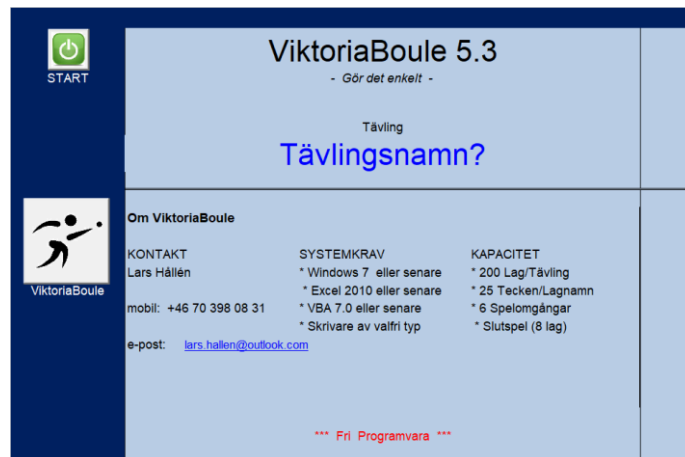 START
ViktoriaBoule 5.3
- Gör det enkelt -
Tävling
Tävlingsnamn?
ViktoriaBoule
Om ViktoriaBoule
KONTAKT
Lars Hállén
mobil: +46 70 398 08 31
e-post: lars.hallen@outlook.com
SYSTEMKRAV
* Windows 7 eller senare
* Excel 2010 eller senare
* VBA 7.0 eller senare
* Skrivare av valfri typ
KAPACITET
* 200 Lag/Tävling
* 25 Tecken/Lagnamn
* 6 Spelomgångar
* Slutspel (8 lag)
*** Fri Programvara ***